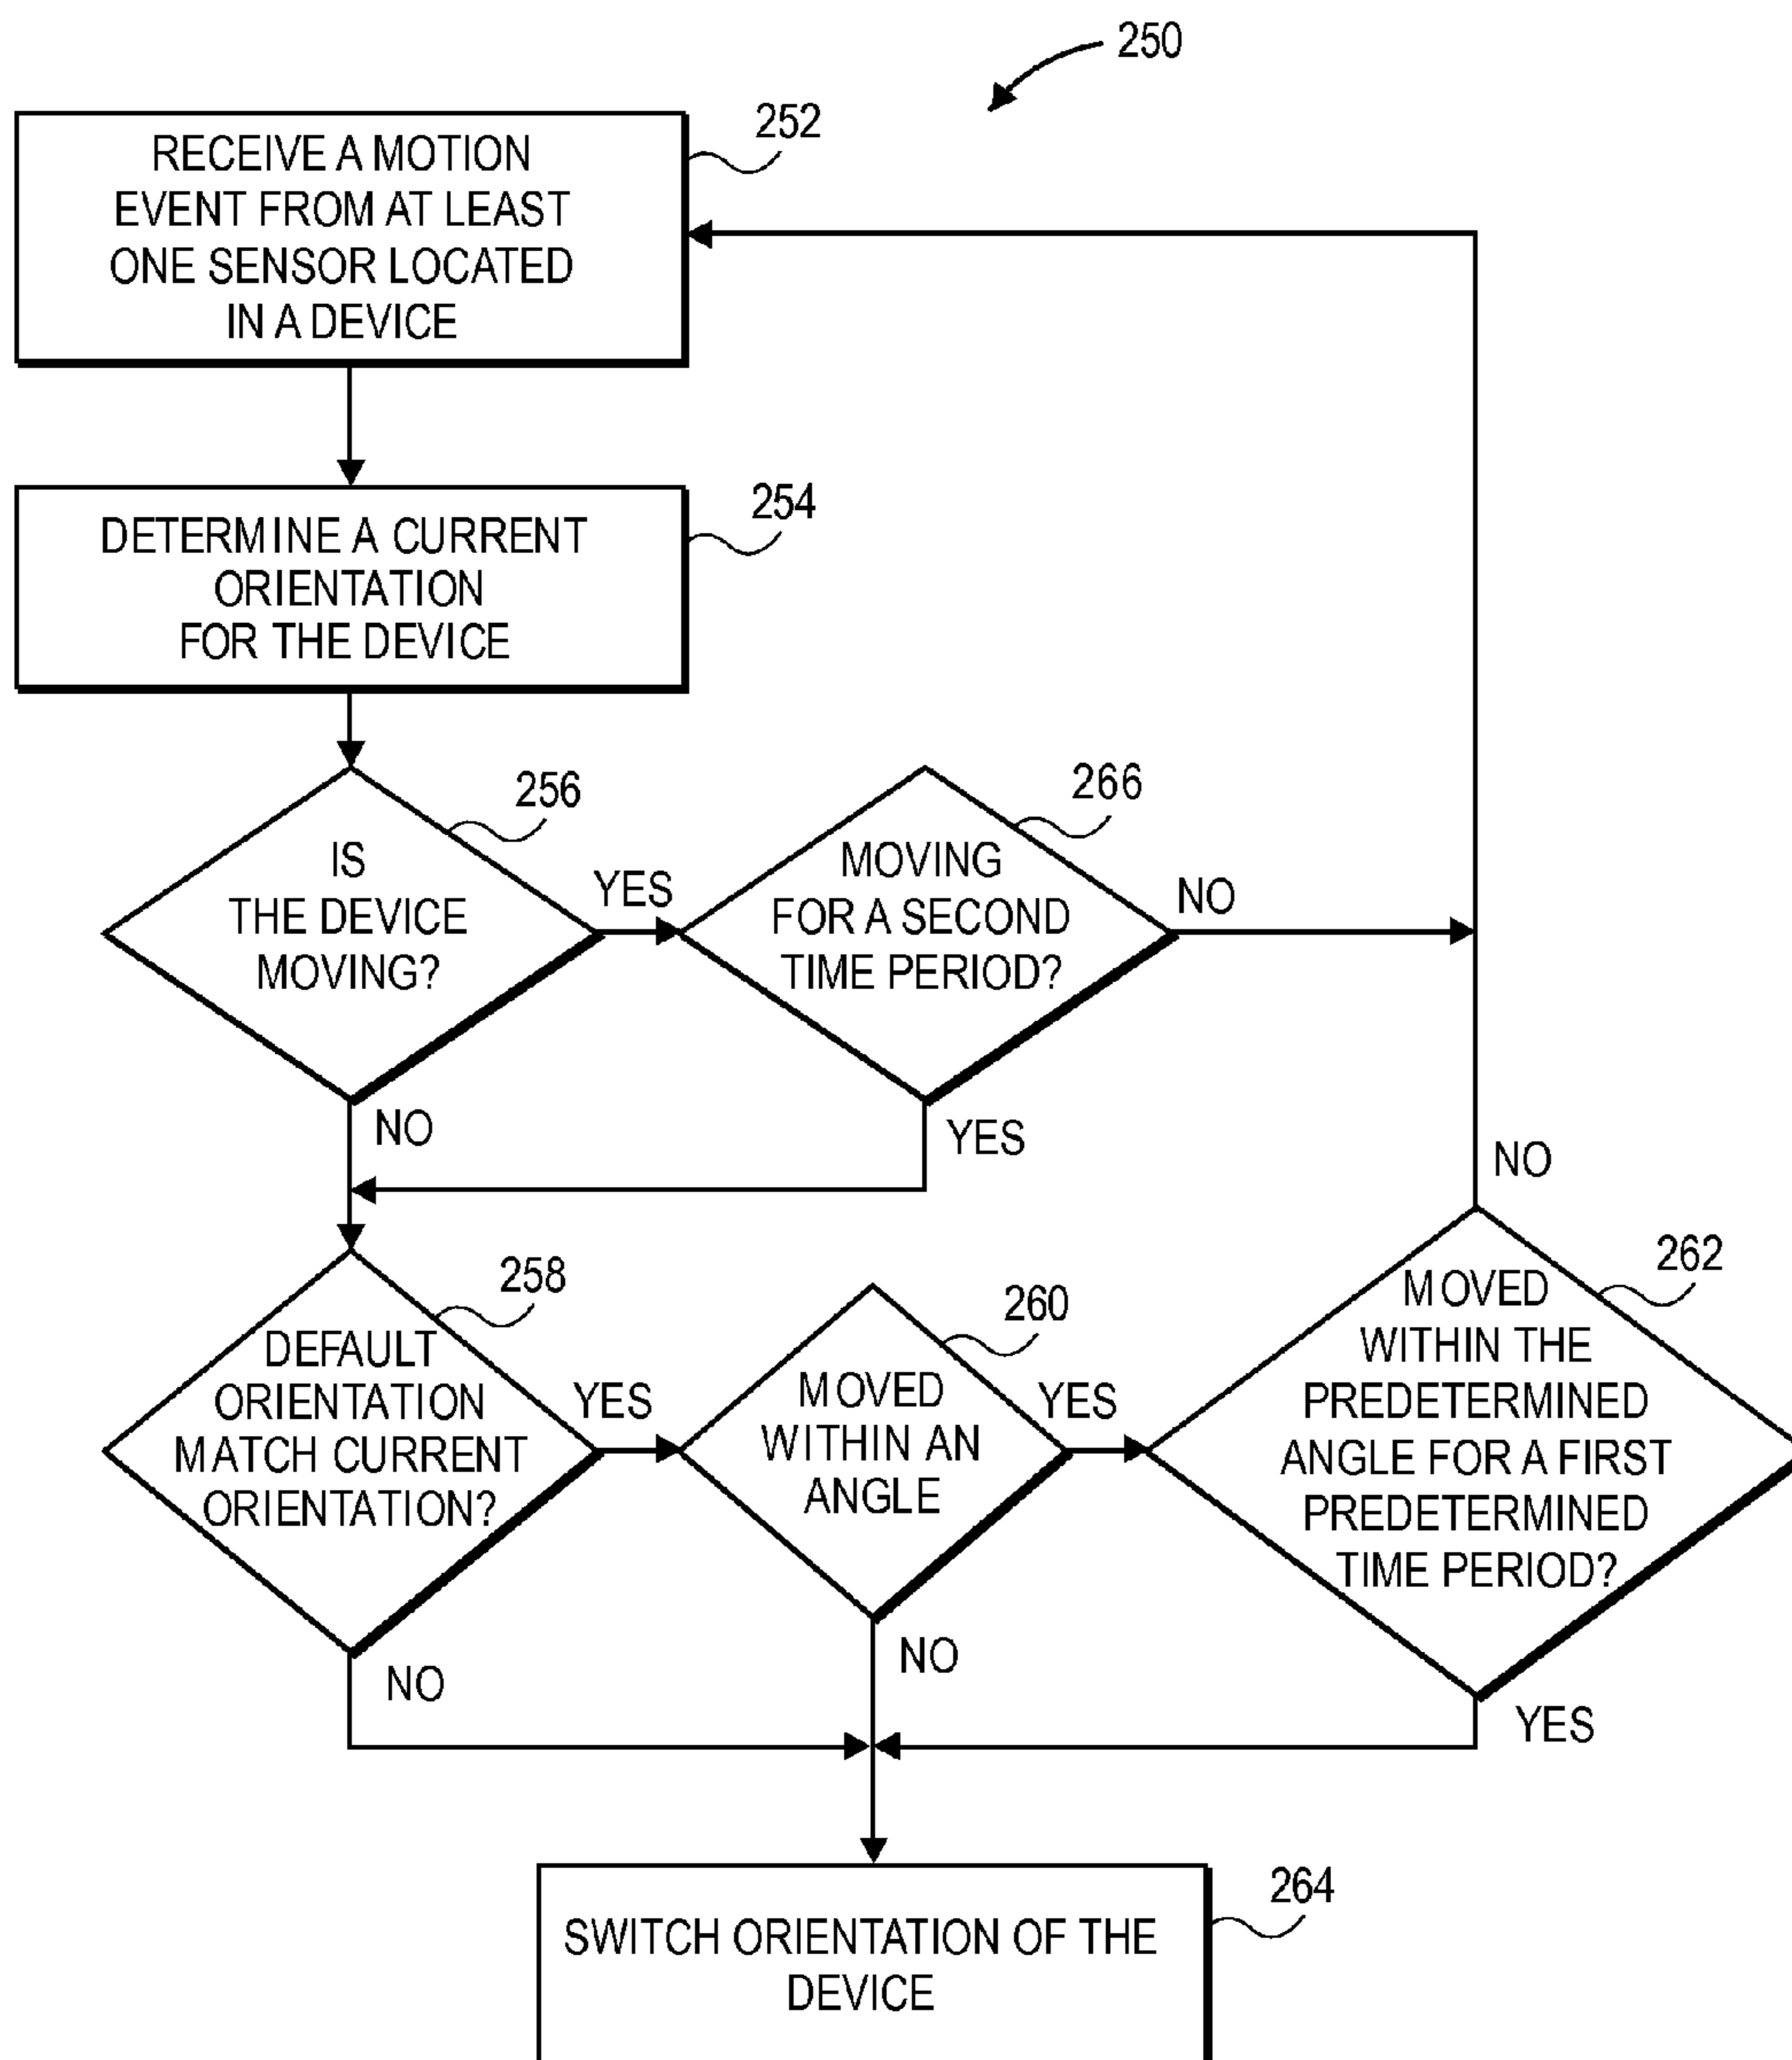 250
252
RECEIVE A MOTION
EVENT FROM AT LEAST
ONE SENSOR LOCATED
IN A DEVICE
254
DETERMINE A CURRENT
ORIENTATION
FOR THE DEVICE
256
IS
THE DEVICE
MOVING?
YES
NO
266
MOVING
FOR A SECOND
TIME PERIOD?
NO
YES
258
DEFAULT
ORIENTATION
MATCH CURRENT
ORIENTATION?
YES
NO
260
MOVED
WITHIN AN
ANGLE
YES
NO
262
NO
MOVED
WITHIN THE
PREDETERMINED
ANGLE FOR A FIRST
PREDETERMINED
TIME PERIOD?
YES
264
SWITCH ORIENTATION OF THE
DEVICE